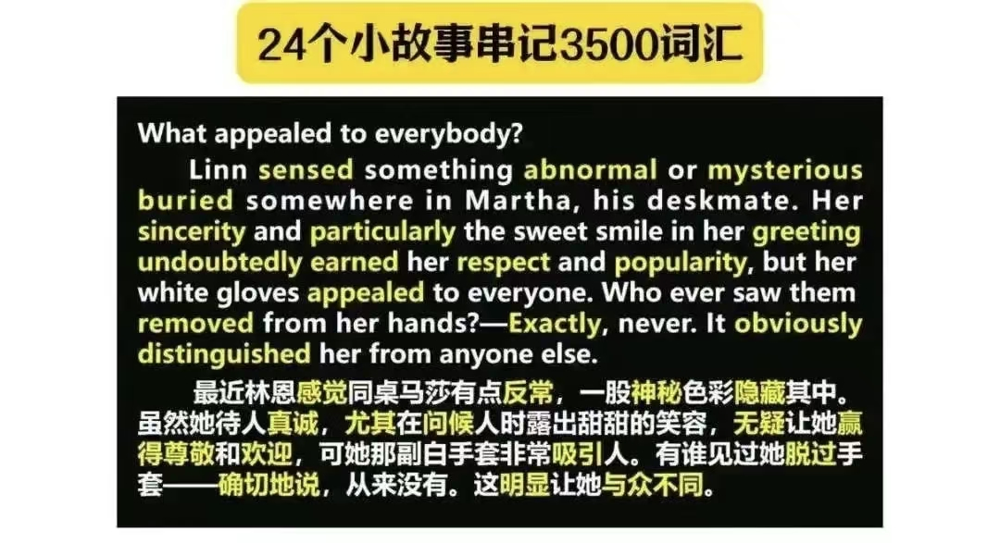 24个小故事串记3500词汇
What appealed to everybody?
Linn sensed something abnormal or mysterious
buried somewhere in Martha, his deskmate. Her
sincerity and particularly the sweet smile in her greeting
undoubtedly earned her respect and popularity, but her
white gloves appealed to everyone. Who ever saw them
removed from her hands?—Exactly, never. It obviously
distinguished her from anyone else.
最近林恩感觉同桌马莎有点反常，一股神秘色彩隐藏其中。
虽然她待人真诚，尤其在问候人时露出甜甜的笑容，无疑让她赢
得尊敬和欢迎，可她那副白手套非常吸引人。有谁见过她脱过手
套——确切地说，从来没有。这明显让她与众不同。